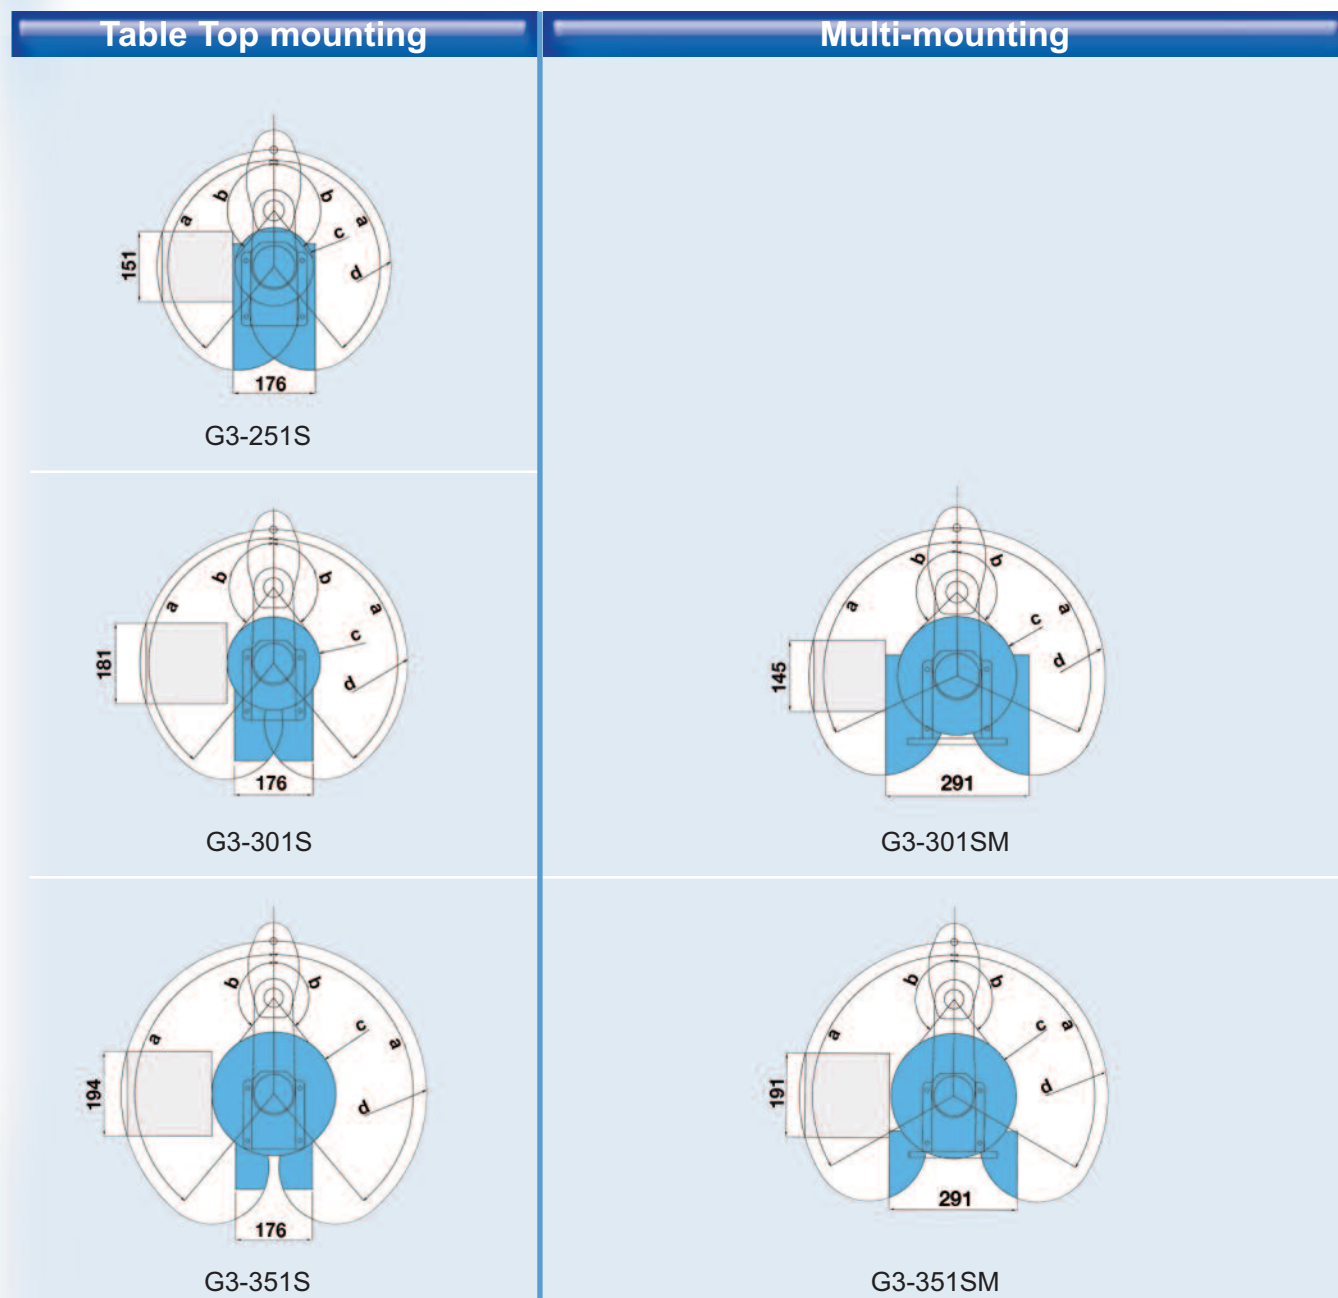 Table Top mounting
Multi-mounting
b b
a a
c
d
151
176
G3-251S
b b
a a
c
d
181
176
G3-301S
b b
a a
c
d
145
291
G3-301SM
b b
a a
c
d
194
176
G3-351S
b b
a a
c
d
191
291
G3-351SM